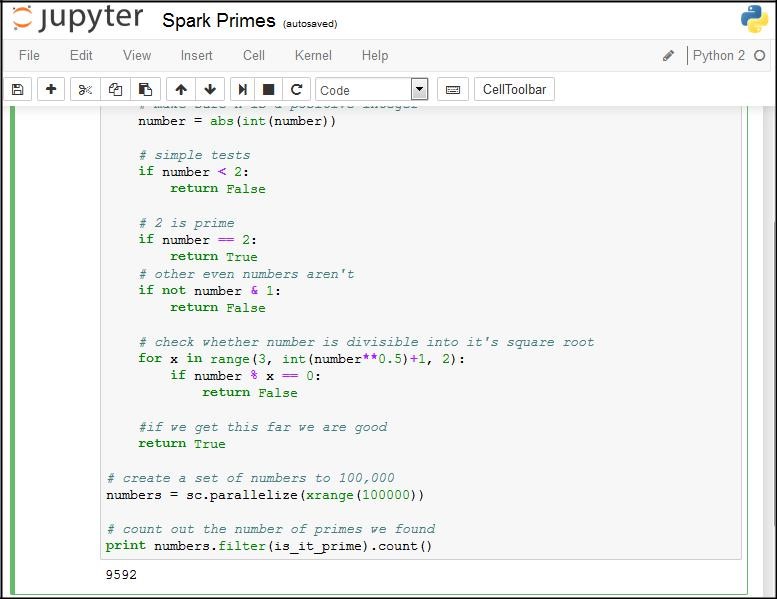 jupyter Spark Primes (autosaved)
File Edit View Insert Cell Kernel Help Python 2
Code CellToolbar
# make sure n is a positive integer
number = abs(int(number))
# simple tests
if number < 2:
return False
# 2 is prime
if number == 2:
return True
# other even numbers aren't
if not number & 1:
return False
# check whether number is divisible into it's square root
for x in range(3, int(number**0.5)+1, 2):
if number % x == 0:
return False
#if we get this far we are good
return True
# create a set of numbers to 100,000
numbers = sc.parallelize(xrange(100000))
# count out the number of primes we found
print numbers.filter(is_it_prime).count()
9592